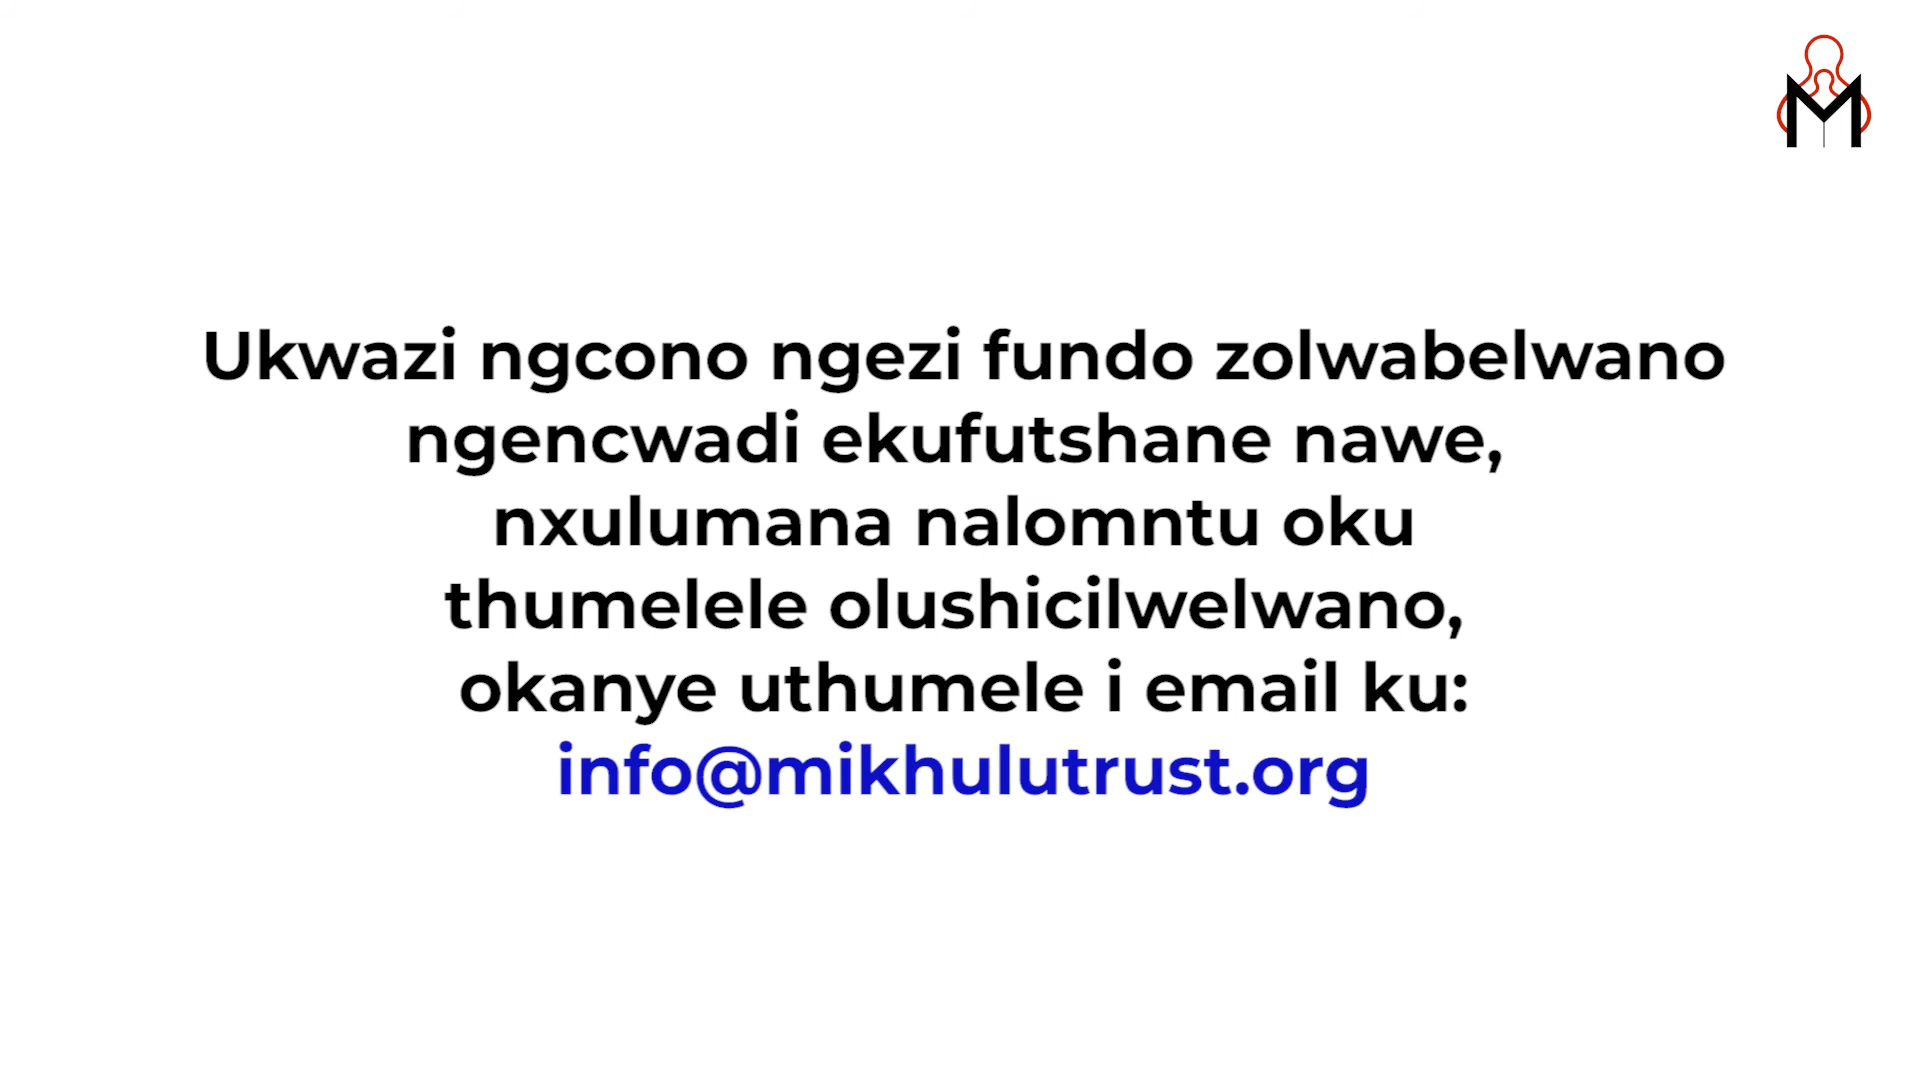 Ukwazi ngcono ngezi fundo zolwabelwano
ngencwadi ekufutshane nawe,
nxulumana nalomntu oku
thumelele olushicilwelwano,
okanye uthumele i email ku:
info@mikhulutrust.org